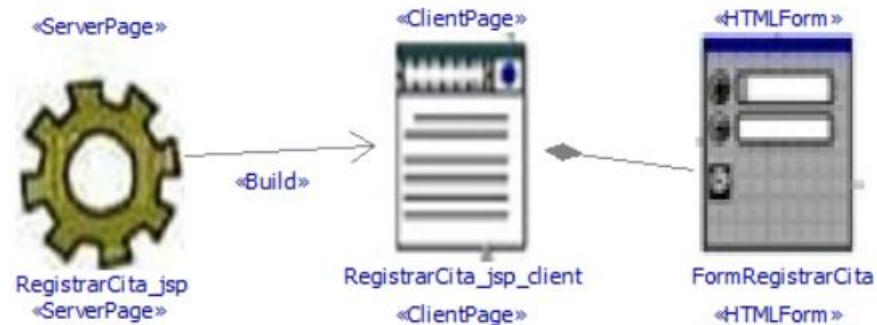 «ServerPage»
«ClientPage»
«HTMLForm»
«Build»
RegistrarCita_jsp
RegistrarCita_jsp_client
FormRegistrarCita
«ServerPage»
«ClientPage»
«HTMLForm»